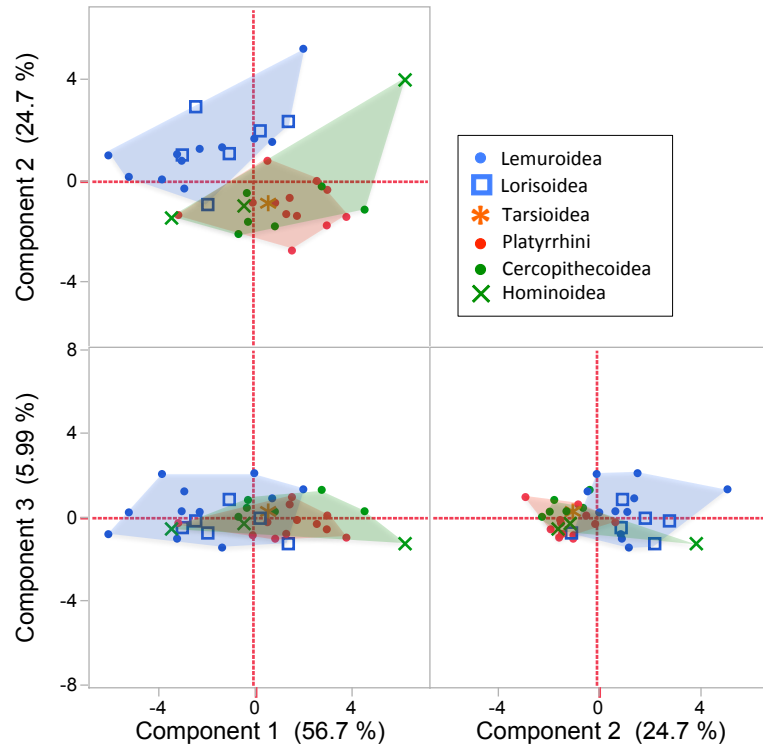 Component 2 (24.7 %)
4
0
-4
Lemuroidea
Lorisoidea
Tarsioidea
Platyrrhini
Cercopithecoidea
Hominoidea
Component 3 (5.99 %)
8
4
0
-4
-8
-4 0 4
-4 0 4
Component 1 (56.7 %) Component 2 (24.7 %)